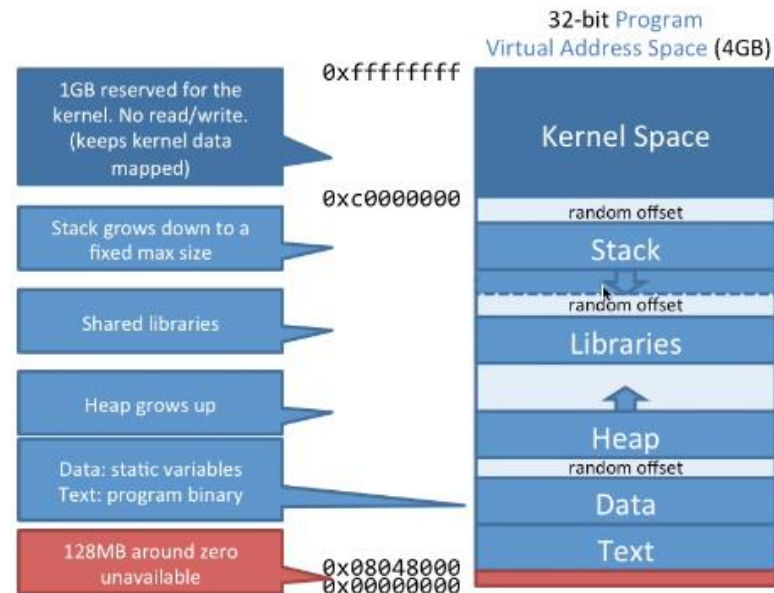 32-bit Program
Virtual Address Space (4GB)
0xffffffff
1GB reserved for the
kernel. No read/write.
(keeps kernel data
mapped)
Kernel Space
0xc0000000
random offset
Stack grows down to a
fixed max size
Stack
random offset
Shared libraries
Libraries
Heap grows up
Heap
random offset
Data: static variables
Text: program binary
Data
Text
128MB around zero
unavailable
0x08048000
0x00000000